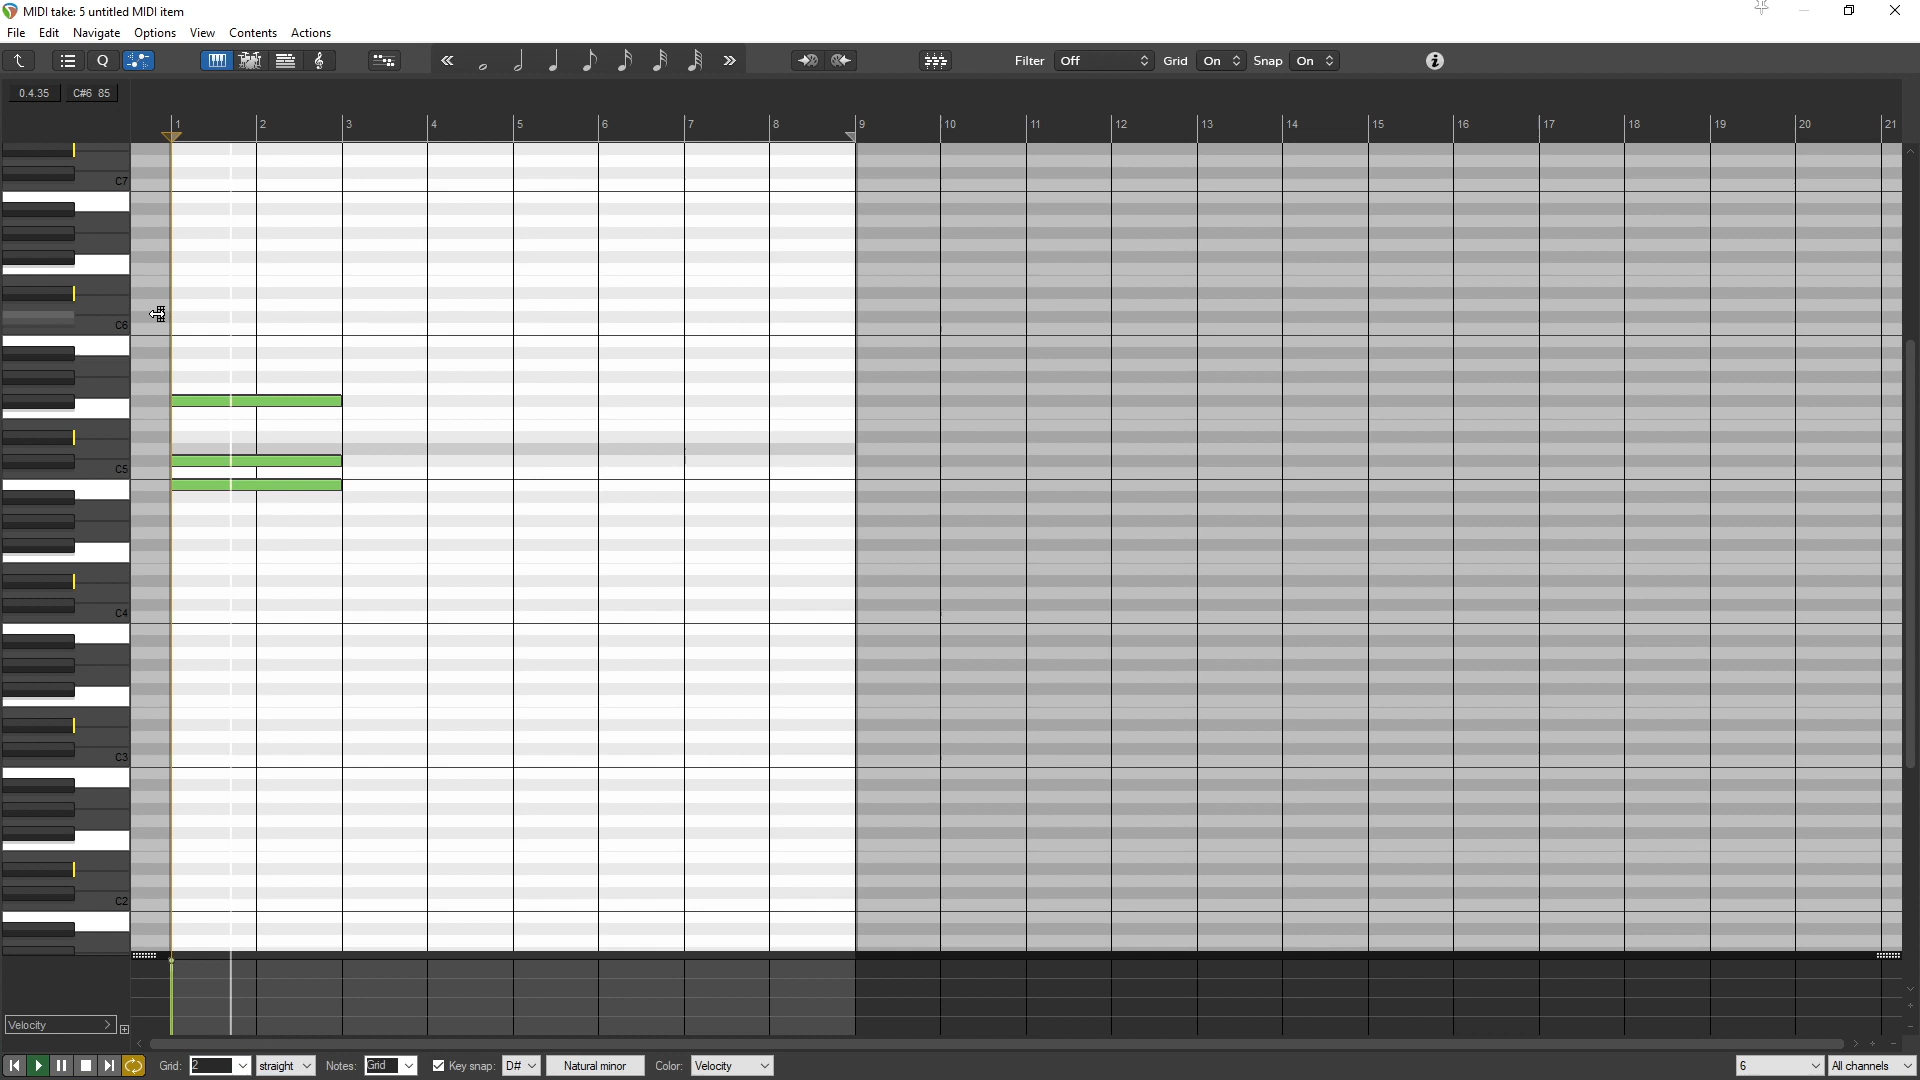 MIDI take: 5 untitled MIDI item
File Edit Navigate Options View Contents Actions
Q Filter Off Grid On Snap On
0.4.35 C#6 85
1 2 3 4 5 6 7 8 9 10 11 12 13 14 15 16 17 18 19 20 21
C7
C6
C5
C4
C3
C2
Velocity
Grid: 2 straight Notes: Grid Key snap: D# Natural minor Color: Velocity 6 All channels